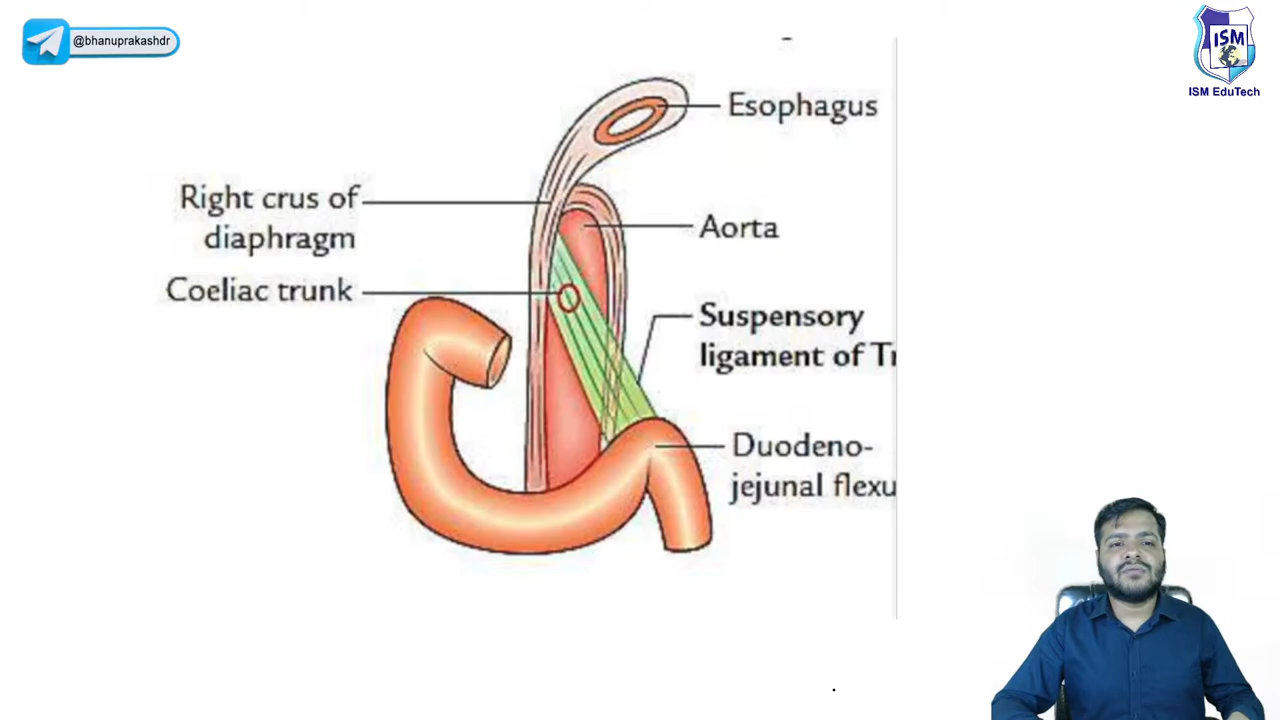 @bhanuprakashdr
ISM
ISM EduTech
Esophagus
Right crus of
diaphragm
Aorta
Coeliac trunk
Suspensory
ligament of
Duodeno-
jejunal